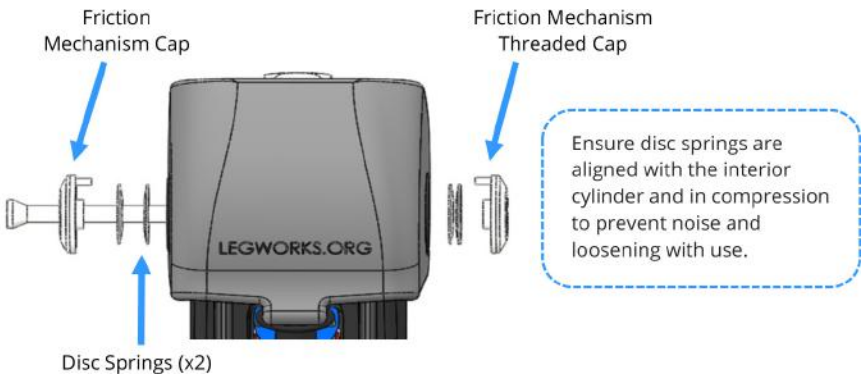 Friction
Mechanism Cap
Friction Mechanism
Threaded Cap
Ensure disc springs are
aligned with the interior
cylinder and in compression
to prevent noise and
loosening with use.
LEGWORKS.ORG
Disc Springs (x2)